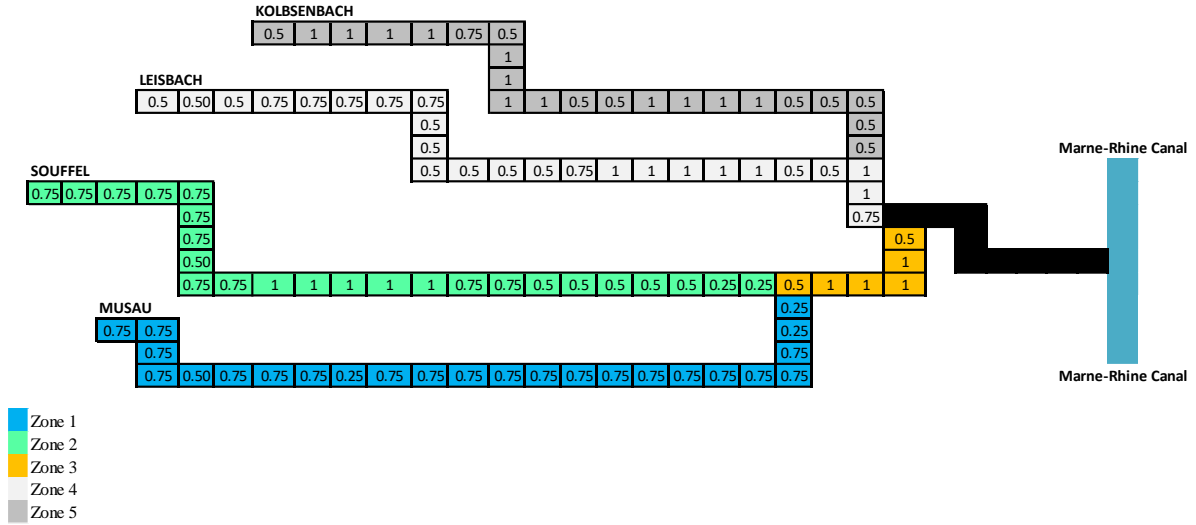 KOLBSENBACH
0.5 1 1 1 1 0.75 0.5
1
LEISBACH 1
0.5 0.50 0.5 0.75 0.75 0.75 0.75 0.75 1 1 0.5 0.5 1 1 1 1 0.5 0.5 0.5
0.5 0.5
0.5 0.5 Marne-Rhine Canal
SOUFFEL 0.5 0.5 0.5 0.5 0.75 1 1 1 1 1 0.5 0.5 1
0.75 0.75 0.75 0.75 0.75 1
0.75 0.75
0.75 0.5
0.50 1
0.75 0.75 1 1 1 1 1 0.75 0.75 0.5 0.5 0.5 0.5 0.5 0.25 0.25 0.5 1 1 1
MUSAU 0.25
0.75 0.75 0.25
0.75 0.75
0.75 0.50 0.75 0.75 0.75 0.25 0.75 0.75 0.75 0.75 0.75 0.75 0.75 0.75 0.75 0.75 0.75 0.75 Marne-Rhine Canal
Zone 1
Zone 2
Zone 3
Zone 4
Zone 5